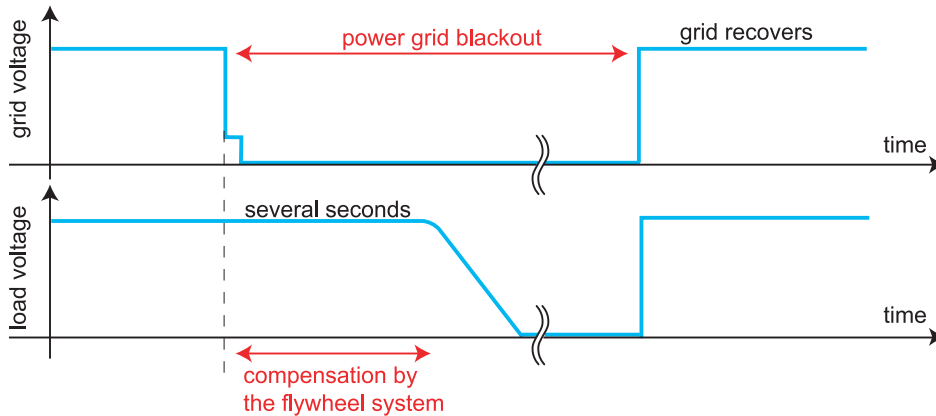 power grid blackout
grid recovers
grid voltage
time
several seconds
load voltage
time
compensation by
the flywheel system